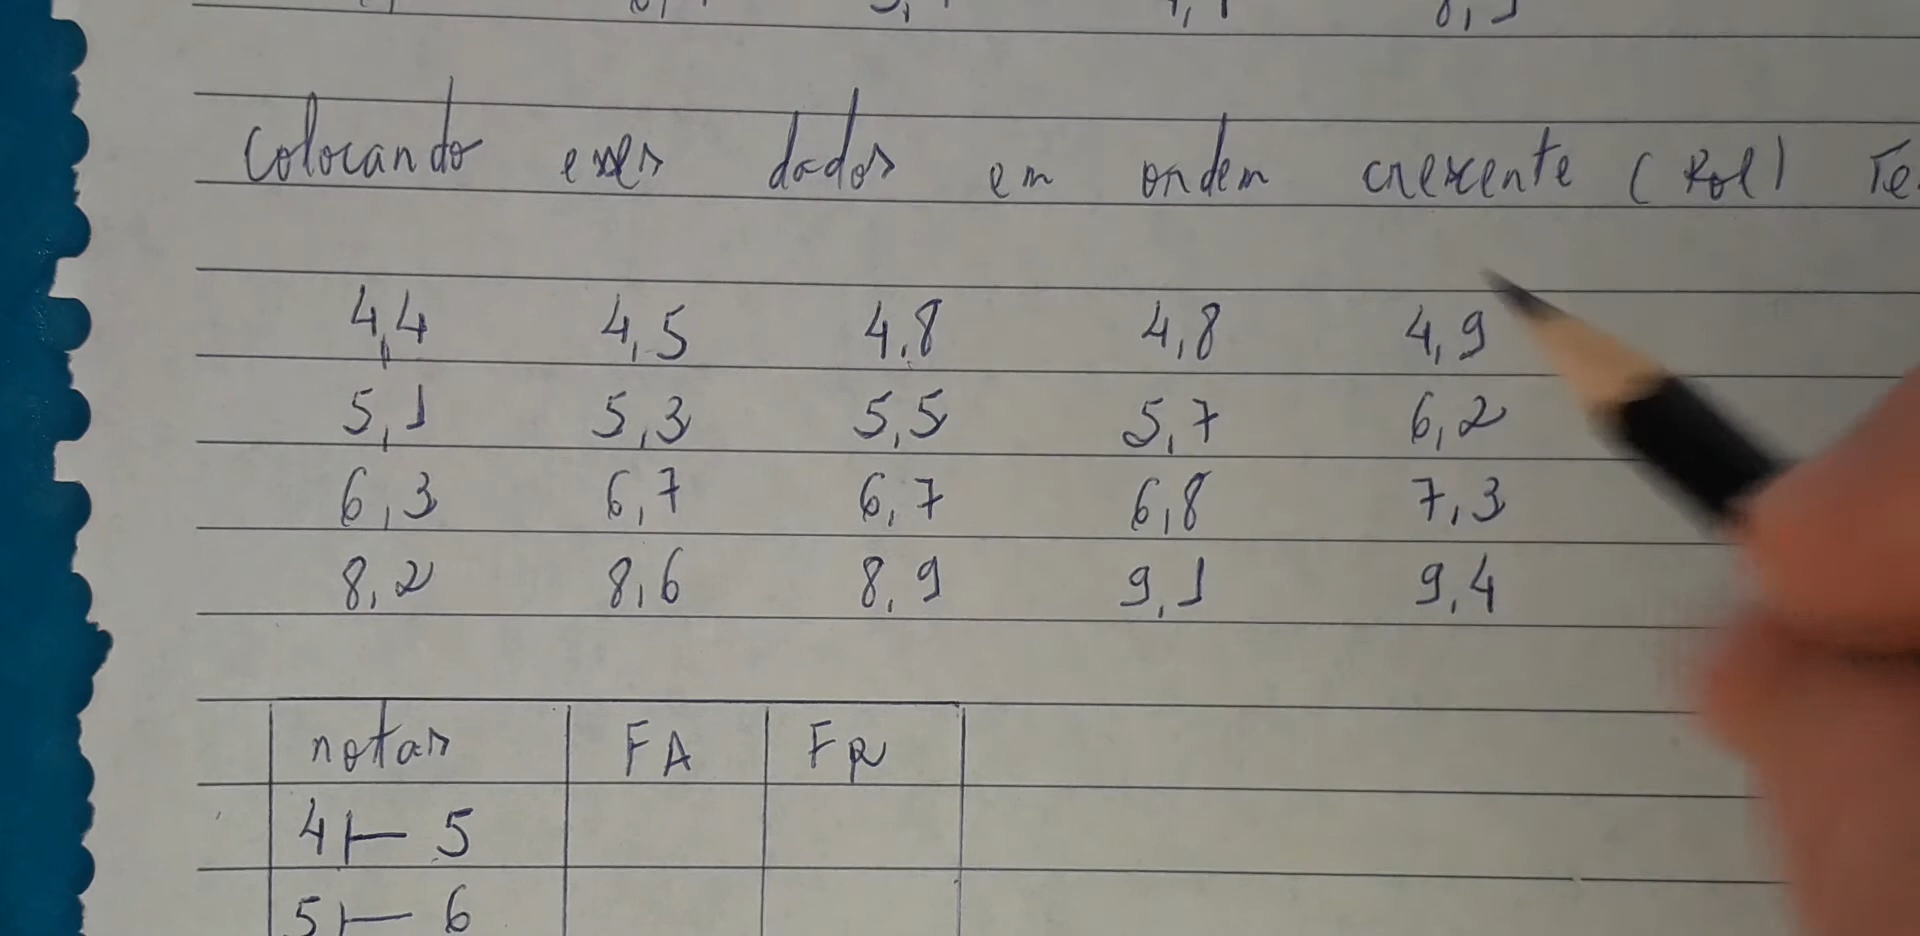 Colocando esses dados em ordem crescente (Rol) Te
4,4 4,5 4,8 4,8 4,9
5,1 5,3 5,5 5,7 6,2
6,3 6,7 6,7 6,8 7,3
8,2 8,6 8,9 9,1 9,4
notas FA FR
4 ⊢ 5
5 ⊢ 6